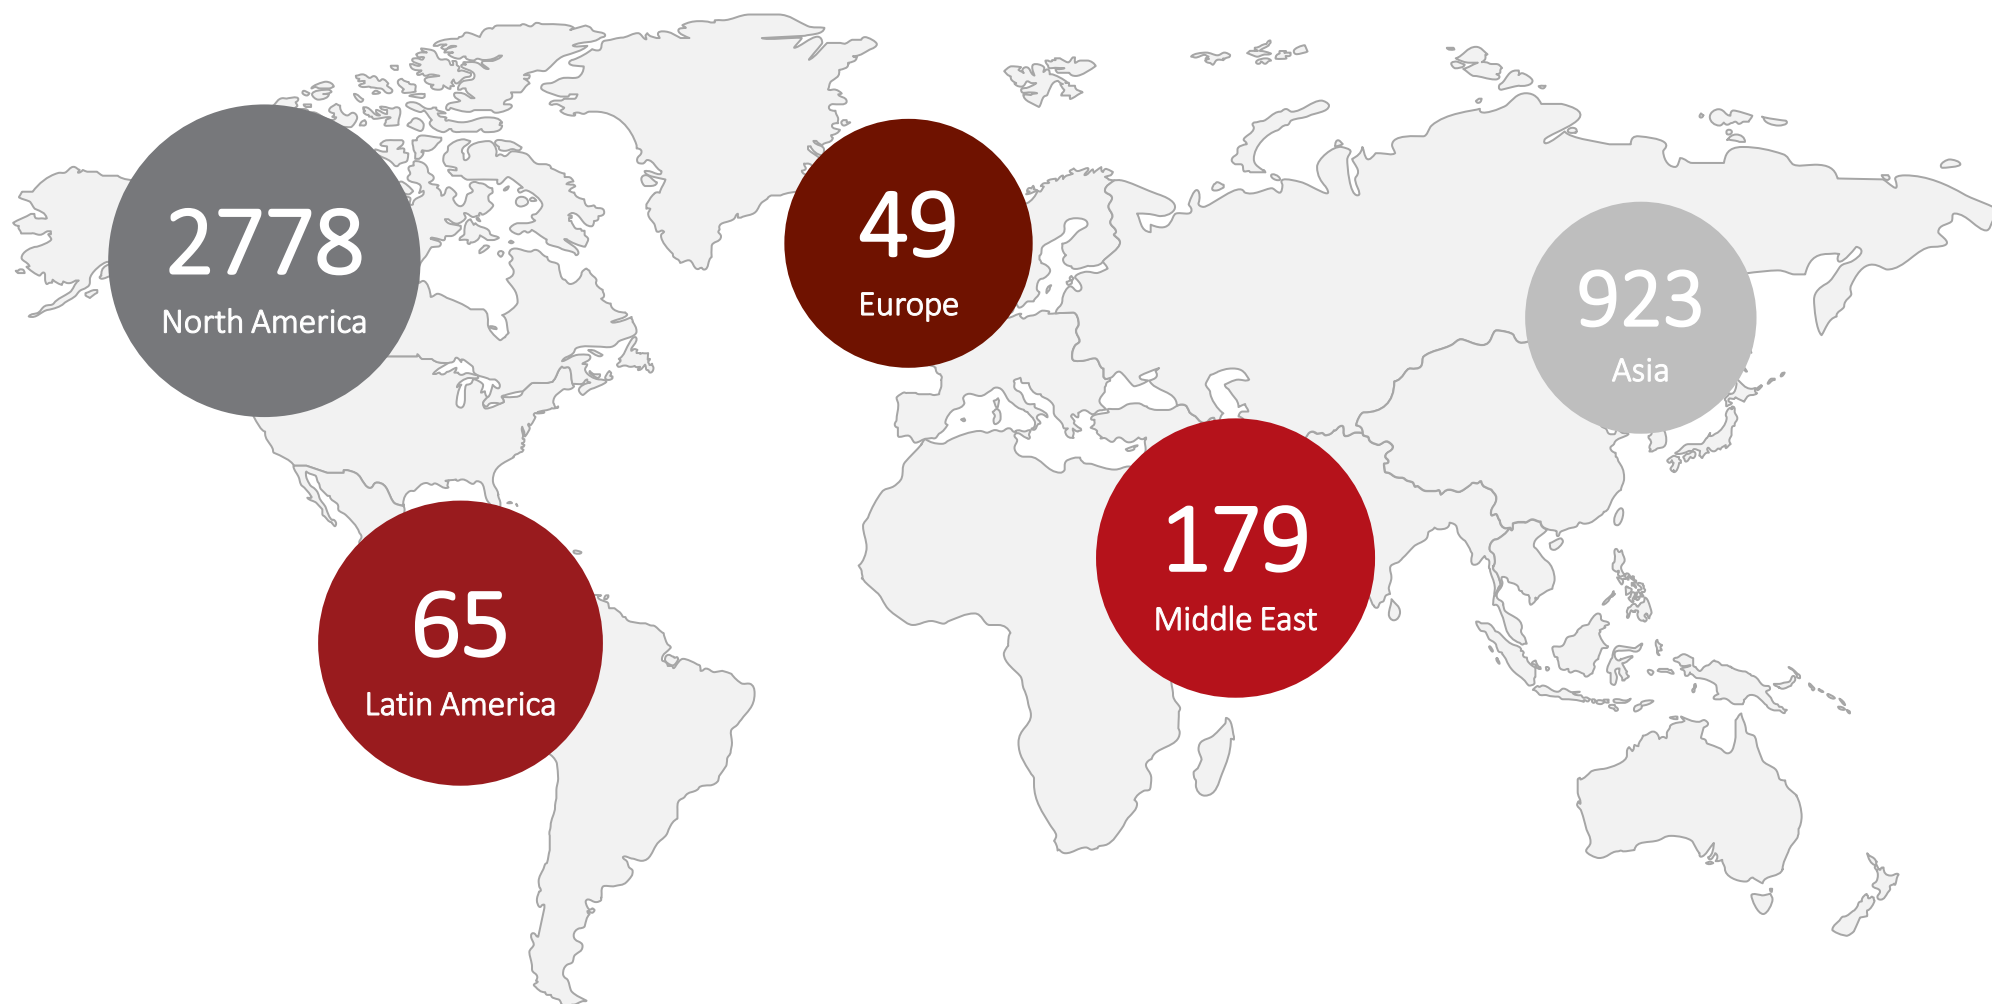 2778
North America
49
Europe
923
Asia
179
Middle East
65
Latin America